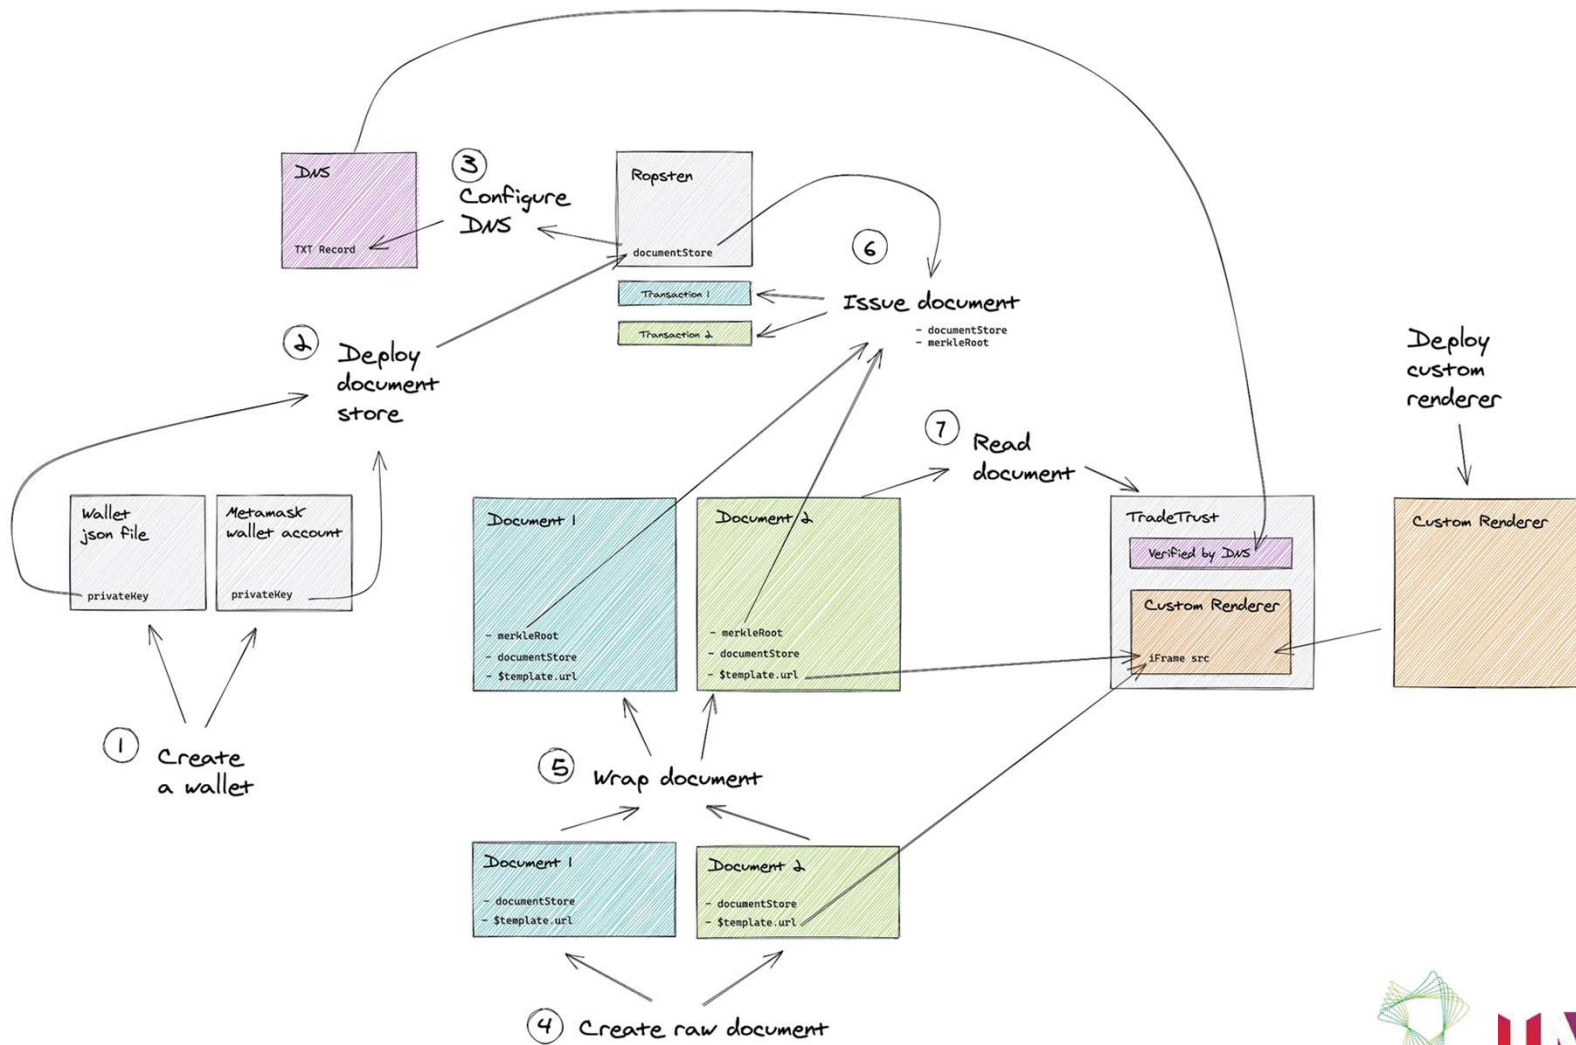 DNS
TXT Record
3
Configure
DNS
Ropsten
documentStore
Transaction 1
Transaction 2
6
Issue document
- documentStore
- merkleRoot
2
Deploy
document
store
Deploy
custom
renderer
7
Read
document
Wallet
json file
privateKey
Metamask
wallet account
privateKey
Document 1
- merkleRoot
- documentStore
- $template.url
Document 2
- merkleRoot
- documentStore
- $template.url
TradeTrust
Verified by DNS
Custom Renderer
iFrame src
Custom Renderer
1
Create
a wallet
5
Wrap document
Document 1
- documentStore
- $template.url
Document 2
- documentStore
- $template.url
4
Create raw document